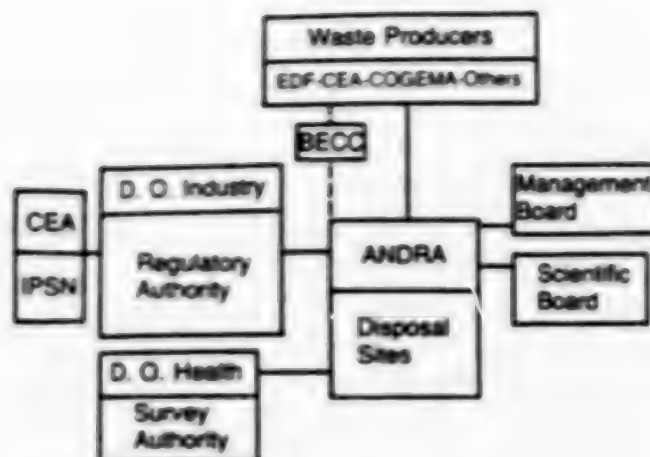 Waste Producers
EDF-CEA-COGEMA-Others
BECC
D. O. Industry
Management
Board
CEA
ANDRA
Regulatory
Authority
IPSN
Scientific
Board
Disposal
Sites
D. O. Health
Survey
Authority